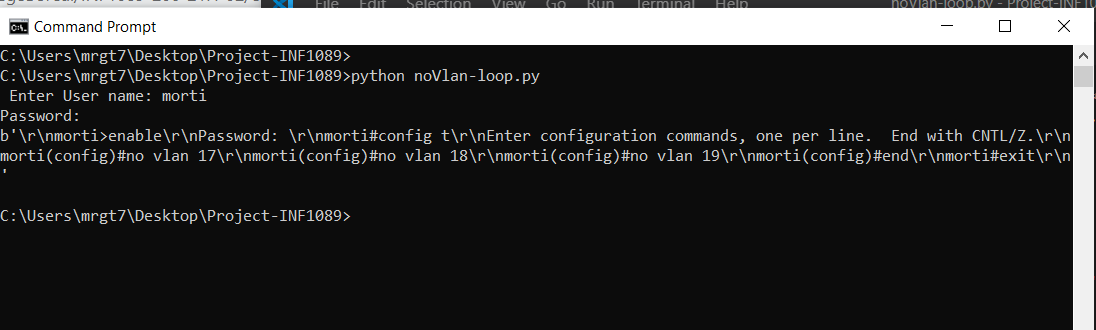 File Edit Selection View Go Run Terminal Help noVlan-loop.py - Project-INF10
Command Prompt
C:\Users\mrgt7\Desktop\Project-INF1089>
C:\Users\mrgt7\Desktop\Project-INF1089>python noVlan-loop.py
 Enter User name: morti
Password:
b'\r\nmorti>enable\r\nPassword: \r\nmorti#config t\r\nEnter configuration commands, one per line.  End with CNTL/Z.\r\n
morti(config)#no vlan 17\r\nmorti(config)#no vlan 18\r\nmorti(config)#no vlan 19\r\nmorti(config)#end\r\nmorti#exit\r\n
'
C:\Users\mrgt7\Desktop\Project-INF1089>